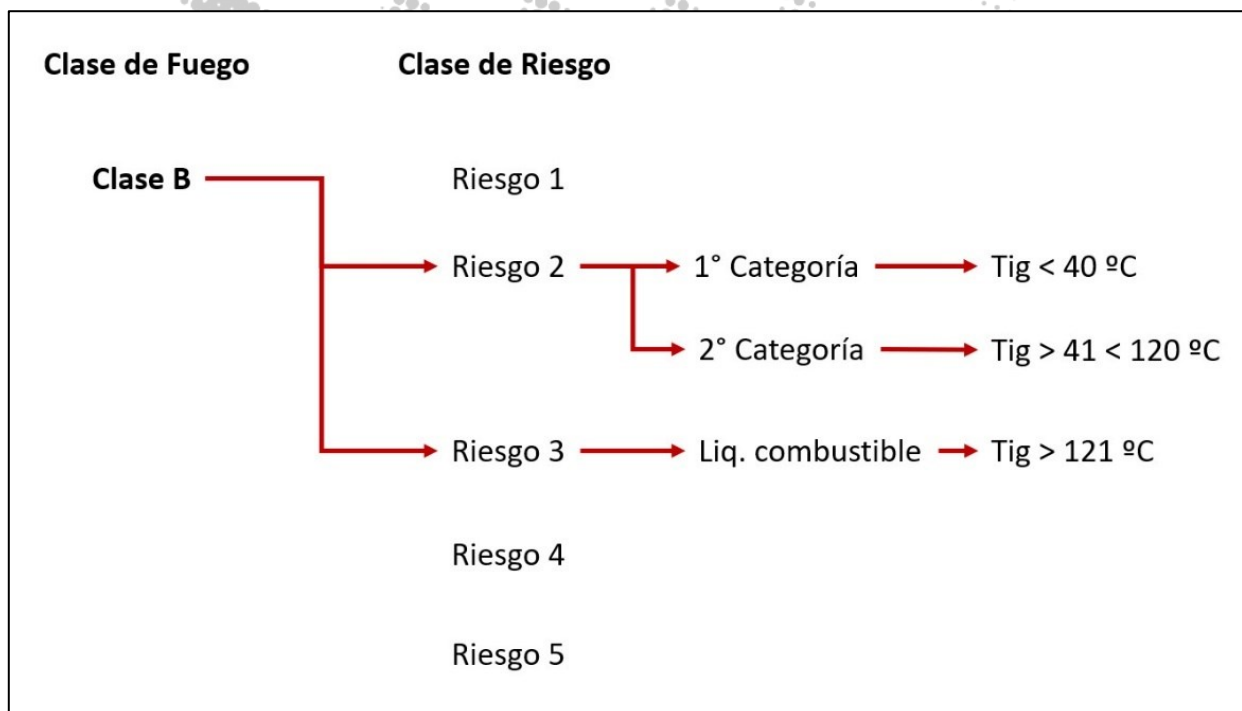 Clase de Fuego Clase de Riesgo
Clase B Riesgo 1
Riesgo 2 1° Categoría Tig < 40 ºC
2° Categoría Tig > 41 < 120 ºC
Riesgo 3 Liq. combustible Tig > 121 ºC
Riesgo 4
Riesgo 5